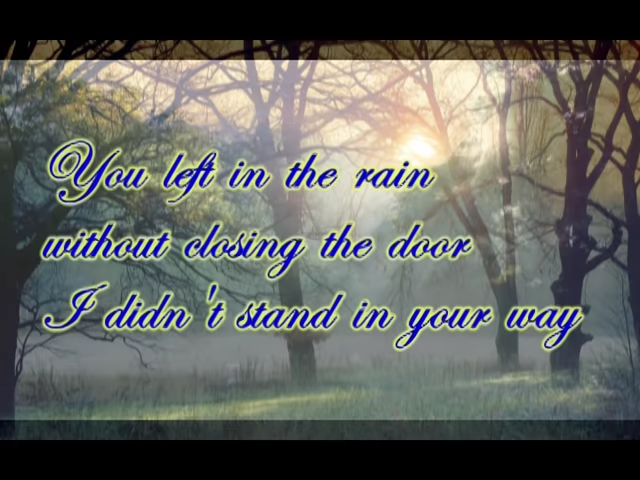 You left in the rain
without closing the door
I didn't stand in your way